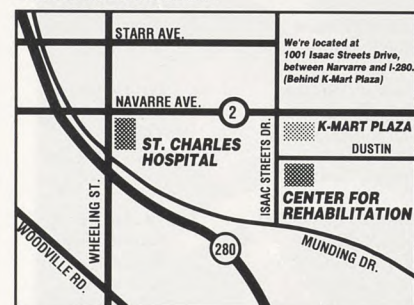 STARR AVE.
We're located at
1001 Isaac Streets Drive,
between Narvarre and I-280.
(Behind K-Mart Plaza)
NAVARRE AVE.
2
ST. CHARLES
HOSPITAL
ISAAC STREETS DR.
K-MART PLAZA
DUSTIN
CENTER FOR
REHABILITATION
WHEELING ST.
WOODVILLE RD.
280
MUNDING DR.